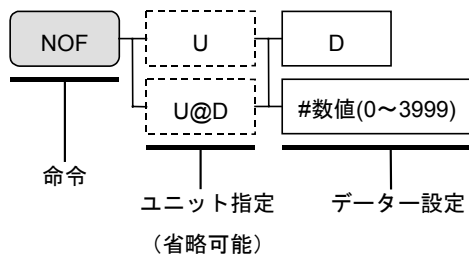 NOF U D
U@D #数値(0～3999)
命令
ユニット指定 データー設定
（省略可能）